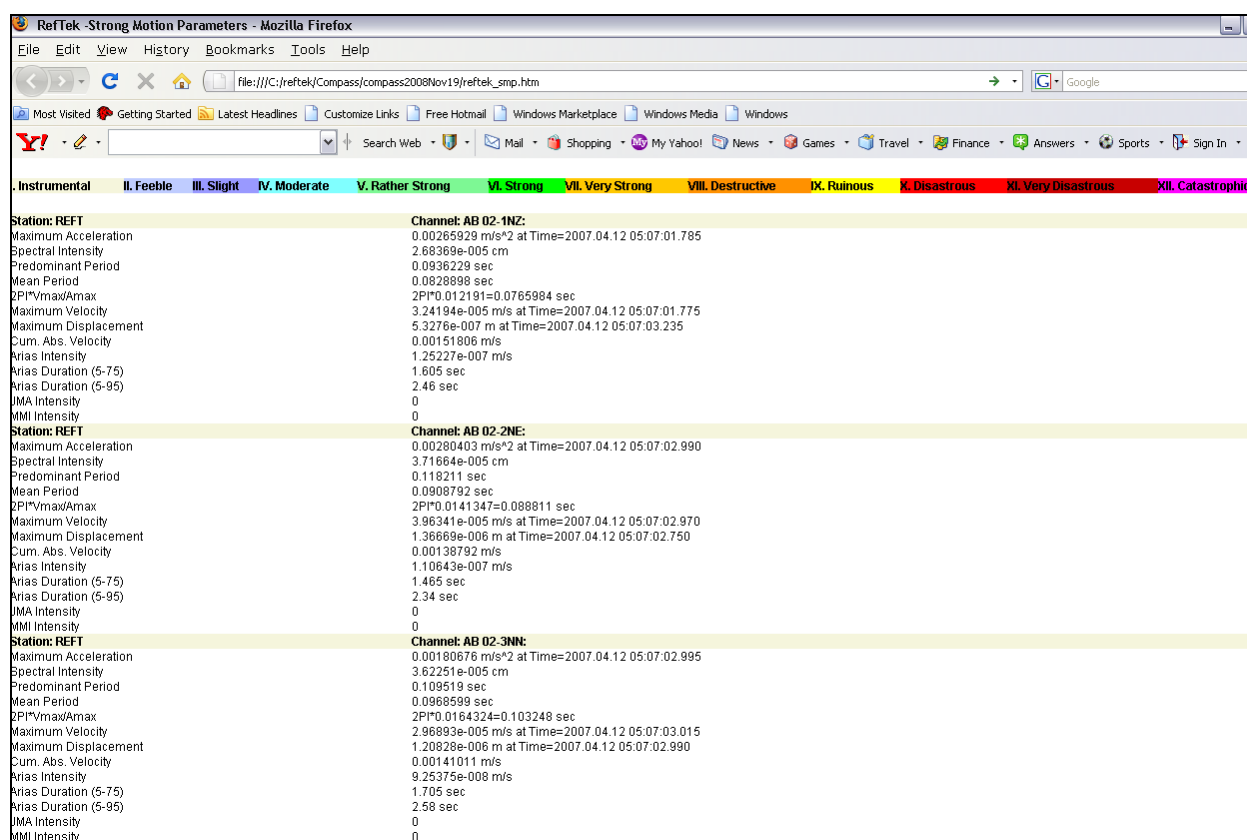 RefTek -Strong Motion Parameters - Mozilla Firefox
File Edit View History Bookmarks Tools Help
file:///C:/reftek/Compass/compass2008Nov19/reftek_smp.htm G Google
Most Visited Getting Started Latest Headlines Customize Links Free Hotmail Windows Marketplace Windows Media Windows
Y! Search Web Mail Shopping My Yahoo! News Games Travel Finance Answers Sports Sign In
. Instrumental II. Feeble III. Slight IV. Moderate V. Rather Strong VI. Strong VII. Very Strong VIII. Destructive IX. Ruinous X. Disastrous XI. Very Disastrous XII. Catastrophic
Station: REFT Channel: AB 02-1NZ:
Maximum Acceleration 0.00265929 m/s^2 at Time=2007.04.12 05:07:01.785
Spectral Intensity 2.68369e-005 cm
Predominant Period 0.0936229 sec
Mean Period 0.0828898 sec
2PI*Vmax/Amax 2PI*0.012191=0.0765984 sec
Maximum Velocity 3.24194e-005 m/s at Time=2007.04.12 05:07:01.775
Maximum Displacement 5.3276e-007 m at Time=2007.04.12 05:07:03.235
Cum. Abs. Velocity 0.00151806 m/s
Arias Intensity 1.25227e-007 m/s
Arias Duration (5-75) 1.605 sec
Arias Duration (5-95) 2.46 sec
JMA Intensity 0
MMI Intensity 0
Station: REFT Channel: AB 02-2NE:
Maximum Acceleration 0.00280403 m/s^2 at Time=2007.04.12 05:07:02.990
Spectral Intensity 3.71664e-005 cm
Predominant Period 0.118211 sec
Mean Period 0.0908792 sec
2PI*Vmax/Amax 2PI*0.0141347=0.088811 sec
Maximum Velocity 3.96341e-005 m/s at Time=2007.04.12 05:07:02.970
Maximum Displacement 1.36669e-006 m at Time=2007.04.12 05:07:02.750
Cum. Abs. Velocity 0.00138792 m/s
Arias Intensity 1.10643e-007 m/s
Arias Duration (5-75) 1.465 sec
Arias Duration (5-95) 2.34 sec
JMA Intensity 0
MMI Intensity 0
Station: REFT Channel: AB 02-3NN:
Maximum Acceleration 0.00180676 m/s^2 at Time=2007.04.12 05:07:02.995
Spectral Intensity 3.62251e-005 cm
Predominant Period 0.109519 sec
Mean Period 0.0968599 sec
2PI*Vmax/Amax 2PI*0.0164324=0.103248 sec
Maximum Velocity 2.96893e-005 m/s at Time=2007.04.12 05:07:03.015
Maximum Displacement 1.20828e-006 m at Time=2007.04.12 05:07:02.990
Cum. Abs. Velocity 0.00141011 m/s
Arias Intensity 9.25375e-008 m/s
Arias Duration (5-75) 1.705 sec
Arias Duration (5-95) 2.58 sec
JMA Intensity 0
MMI Intensity 0